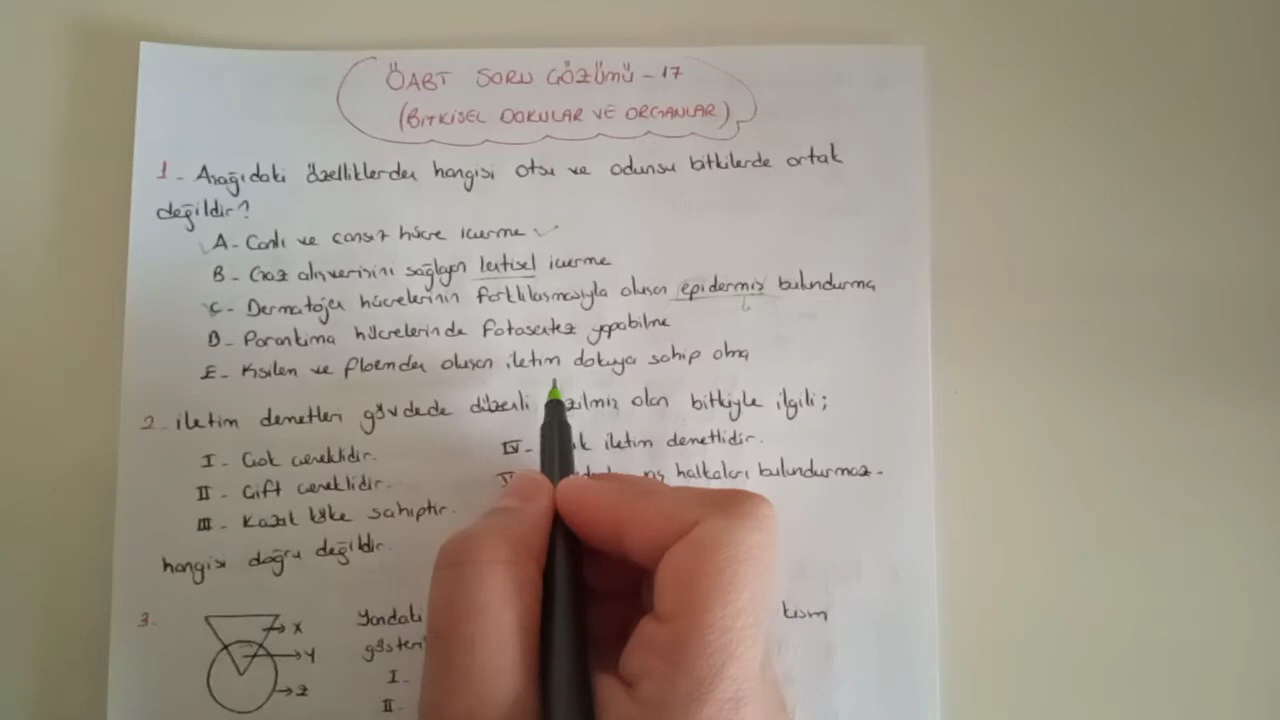 ÖABT SORU ÇÖZÜMÜ - 17
(BİTKİSEL DOKULAR VE ORGANLAR)
1 - Aşağıdaki özelliklerden hangisi otsu ve odunsu bitkilerde ortak
değildir?
A - Canlı ve cansız hücre içerme
B - Gaz alışverişini sağlayan lentisel içerme
C - Dermatojen hücrelerinin farklılaşmasıyla oluşan epidermis bulundurma
D - Parankima hücrelerinde fotosentez yapabilme
E - Ksilem ve floemden oluşan iletim dokuya sahip olma
2 - İletim demetleri gövdede düzenli olan bitkiyle ilgili;
I - Çok çeneklidir.
II - Çift çeneklidir.
III - Kazık köke sahiptir.
IV - iletim demetlidir.
V halkaları bulundurmaz.
hangisi doğru değildir.
3.
X
Y
Z
Yandaki kısım
I -
II -